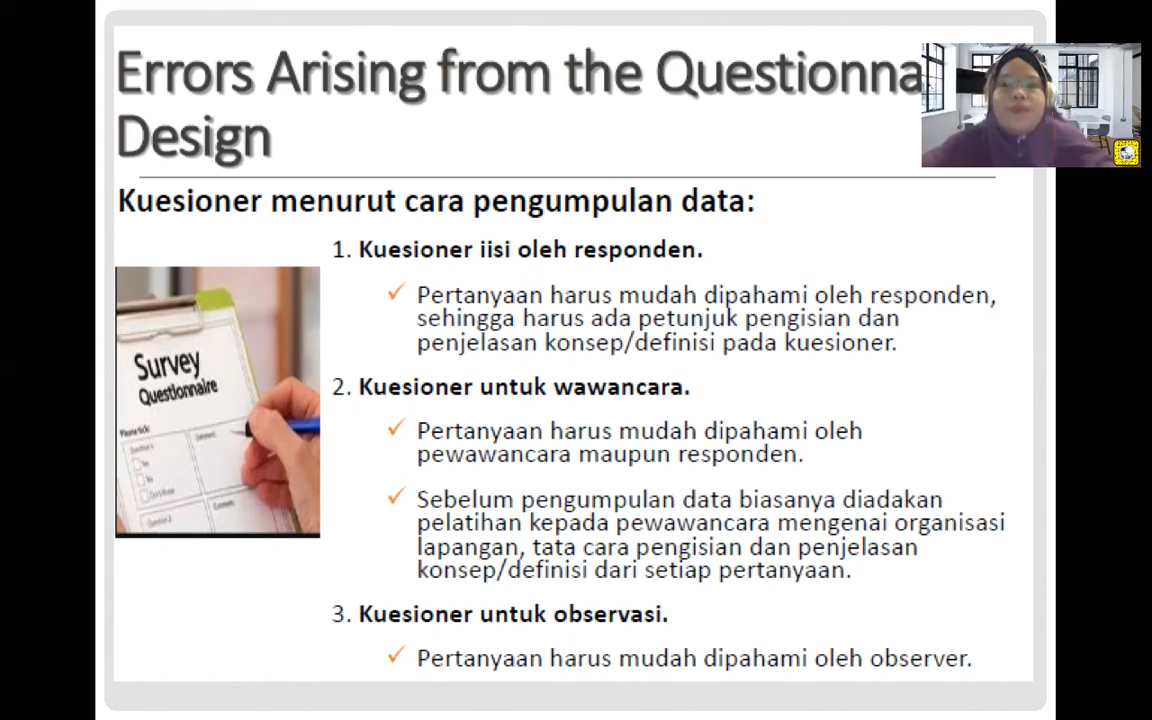 Errors Arising from the Questionna
Design
Kuesioner menurut cara pengumpulan data:
1. Kuesioner iisi oleh responden.
✓ Pertanyaan harus mudah dipahami oleh responden,
sehingga harus ada petunjuk pengisian dan
penjelasan konsep/definisi pada kuesioner.
Survey
Questionnaire
Please tick:
2. Kuesioner untuk wawancara.
✓ Pertanyaan harus mudah dipahami oleh
pewawancara maupun responden.
✓ Sebelum pengumpulan data biasanya diadakan
pelatihan kepada pewawancara mengenai organisasi
lapangan, tata cara pengisian dan penjelasan
konsep/definisi dari setiap pertanyaan.
3. Kuesioner untuk observasi.
✓ Pertanyaan harus mudah dipahami oleh observer.